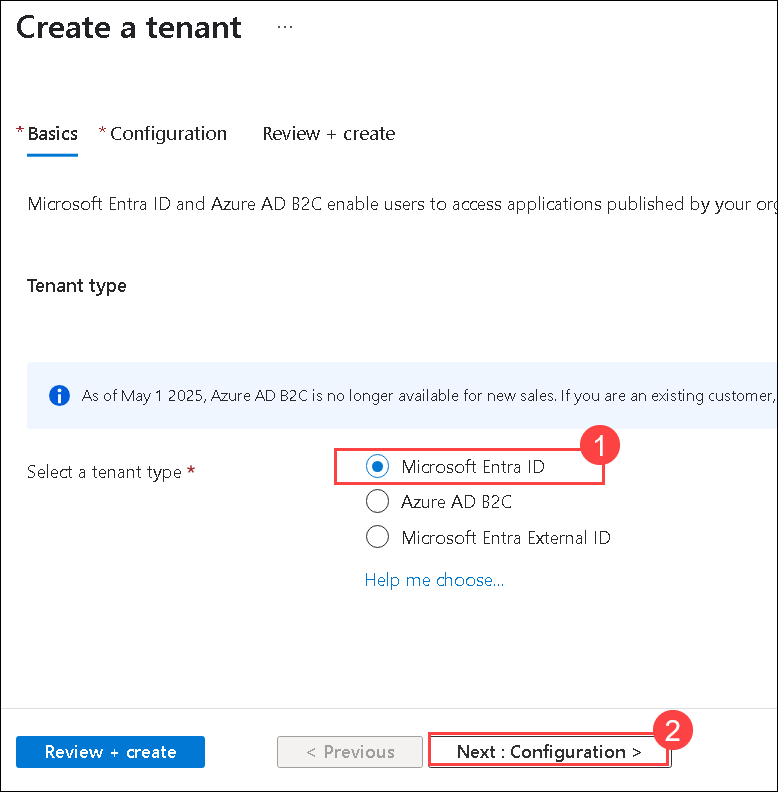 Create a tenant ...
* Basics * Configuration Review + create
Microsoft Entra ID and Azure AD B2C enable users to access applications published by your org
Tenant type
As of May 1 2025, Azure AD B2C is no longer available for new sales. If you are an existing customer,
1
Select a tenant type * Microsoft Entra ID
Azure AD B2C
Microsoft Entra External ID
Help me choose...
2
Review + create < Previous Next : Configuration >